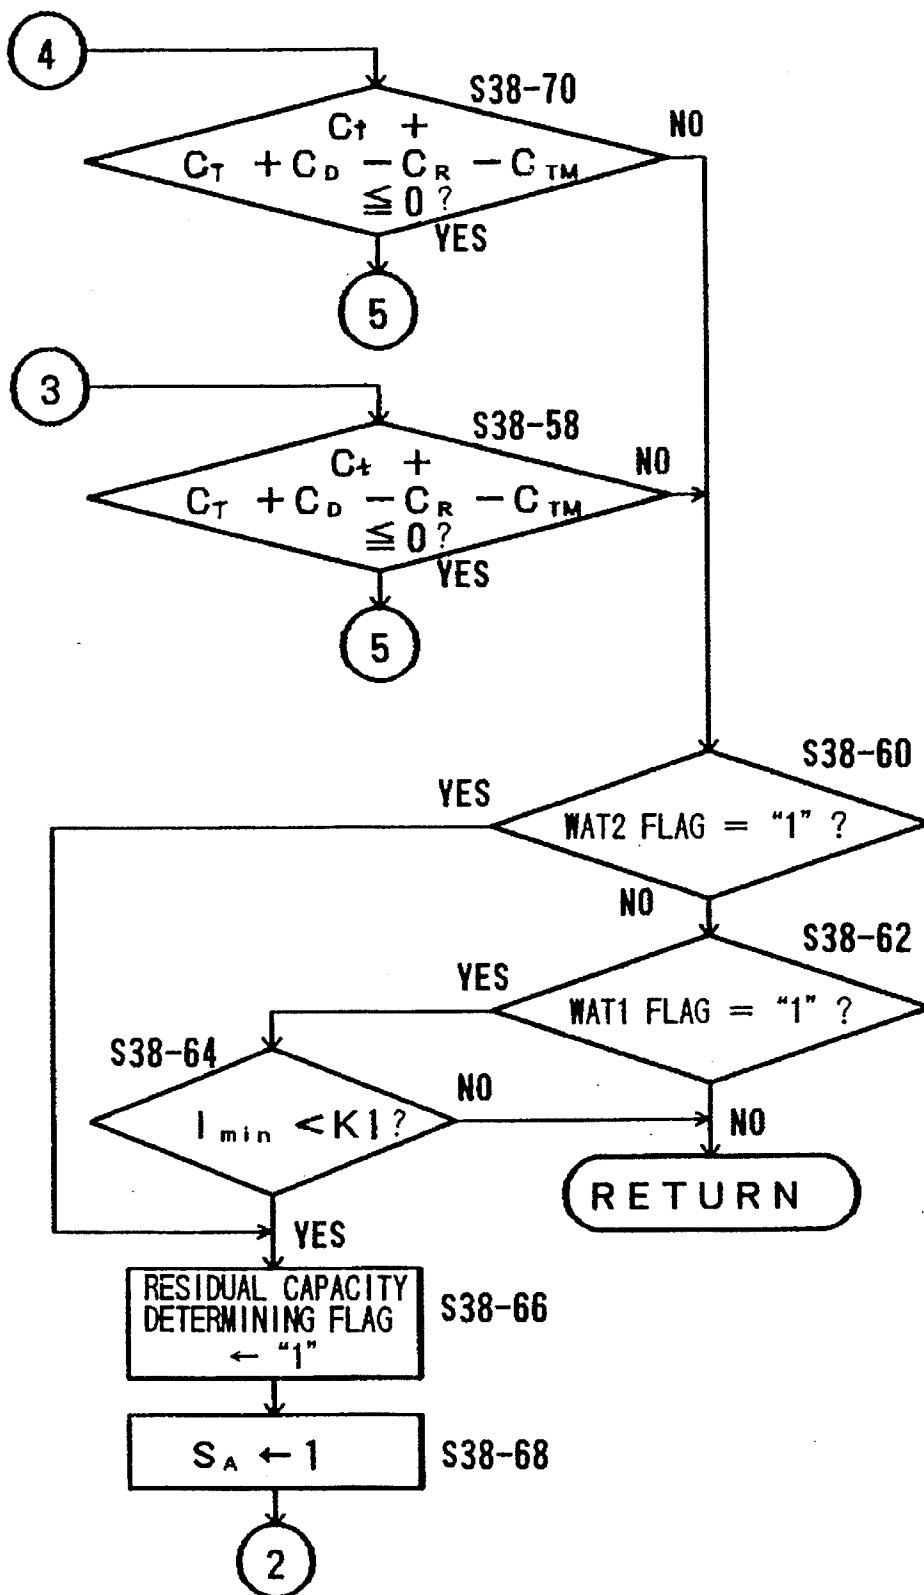 4
S38-70
Ct +
CT + CD − CR − CTM
≦ 0 ?
NO
YES
5
3
S38-58
Ct +
CT + CD − CR − CTM
≦ 0 ?
NO
YES
5
S38-60
YES
WAT2 FLAG = “1” ?
NO
S38-62
YES
WAT1 FLAG = “1” ?
S38-64
NO
Imin < K1?
NO
RETURN
YES
RESIDUAL CAPACITY
DETERMINING FLAG
← “1”
S38-66
SA ← 1
S38-68
2